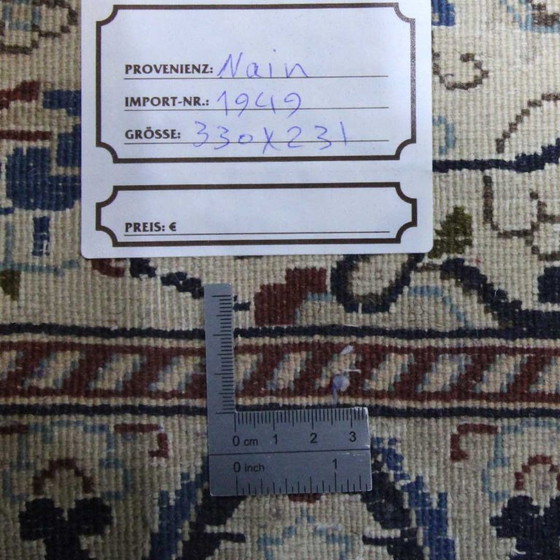 PROVENIENZ: Nain
IMPORT-NR.: 1949
GRÖSSE: 330x231
PREIS: €
0 cm 1 2 3
0 Inch 1